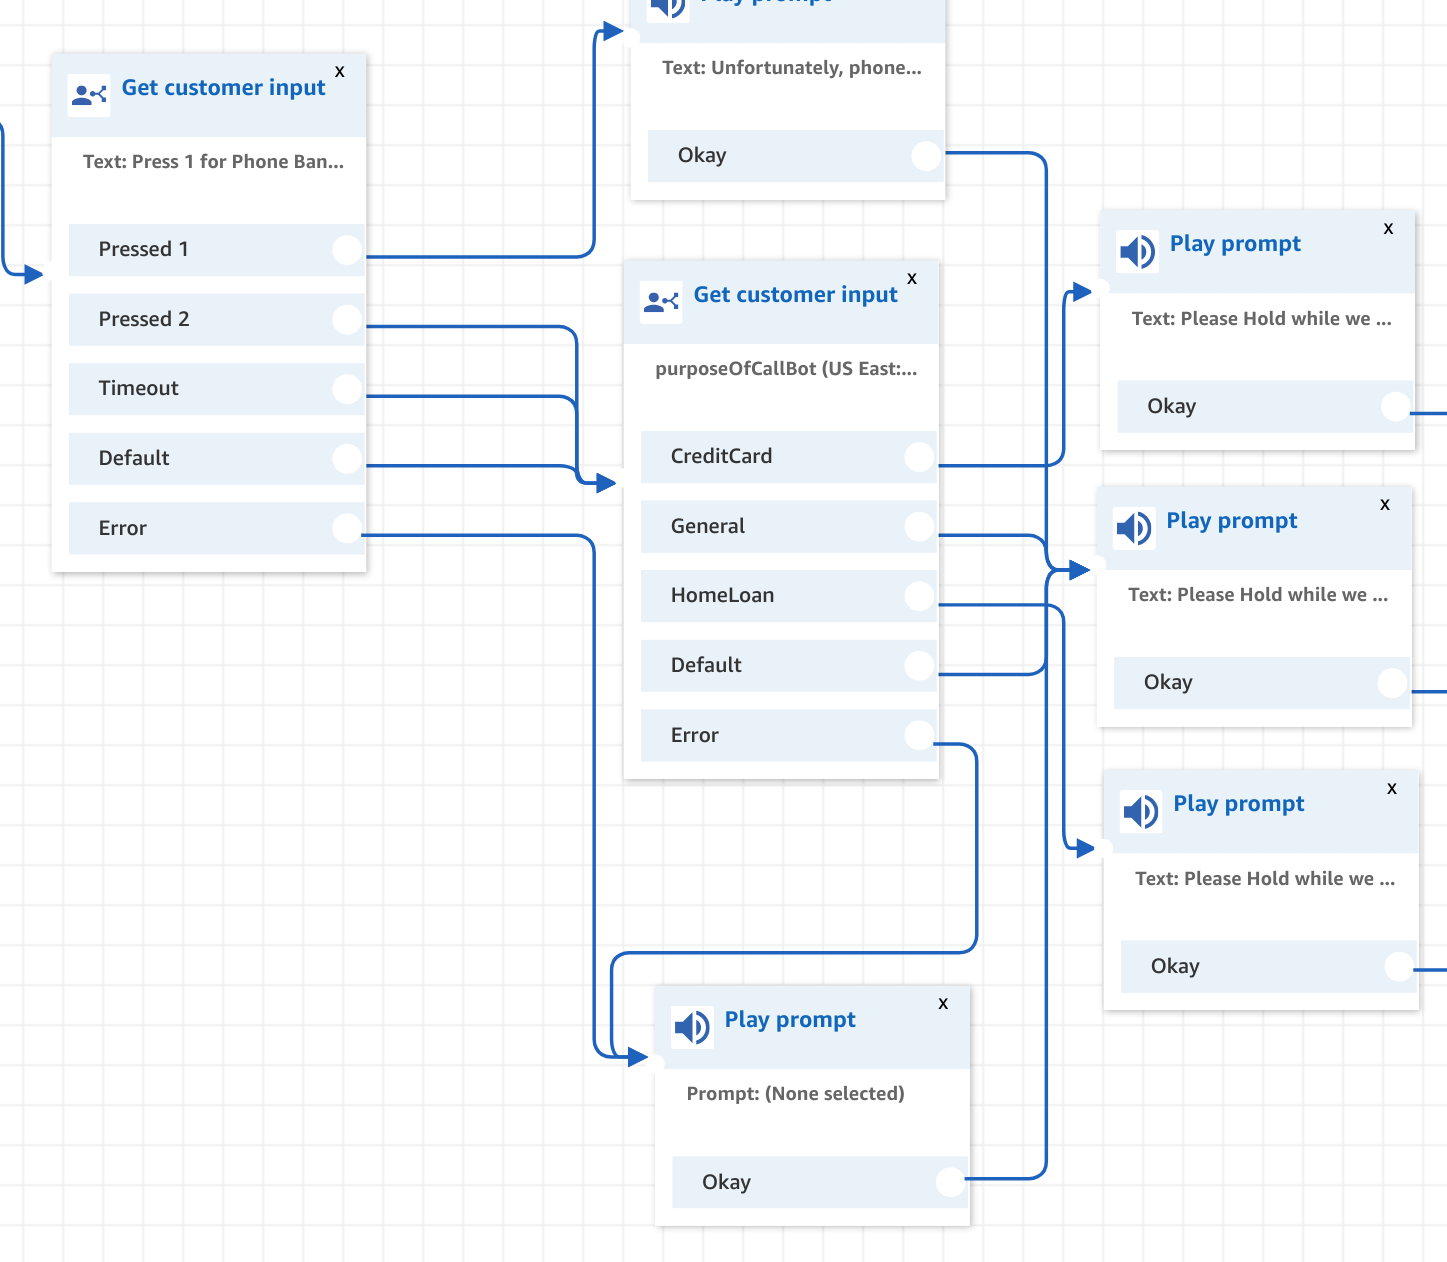 Play prompt
Text: Unfortunately, phone...
Okay
Get customer input
x
Text: Press 1 for Phone Ban...
Pressed 1
Pressed 2
Timeout
Default
Error
Get customer input
x
purposeOfCallBot (US East:...
CreditCard
General
HomeLoan
Default
Error
Play prompt
x
Text: Please Hold while we ...
Okay
Play prompt
x
Text: Please Hold while we ...
Okay
Play prompt
x
Text: Please Hold while we ...
Okay
Play prompt
x
Prompt: (None selected)
Okay